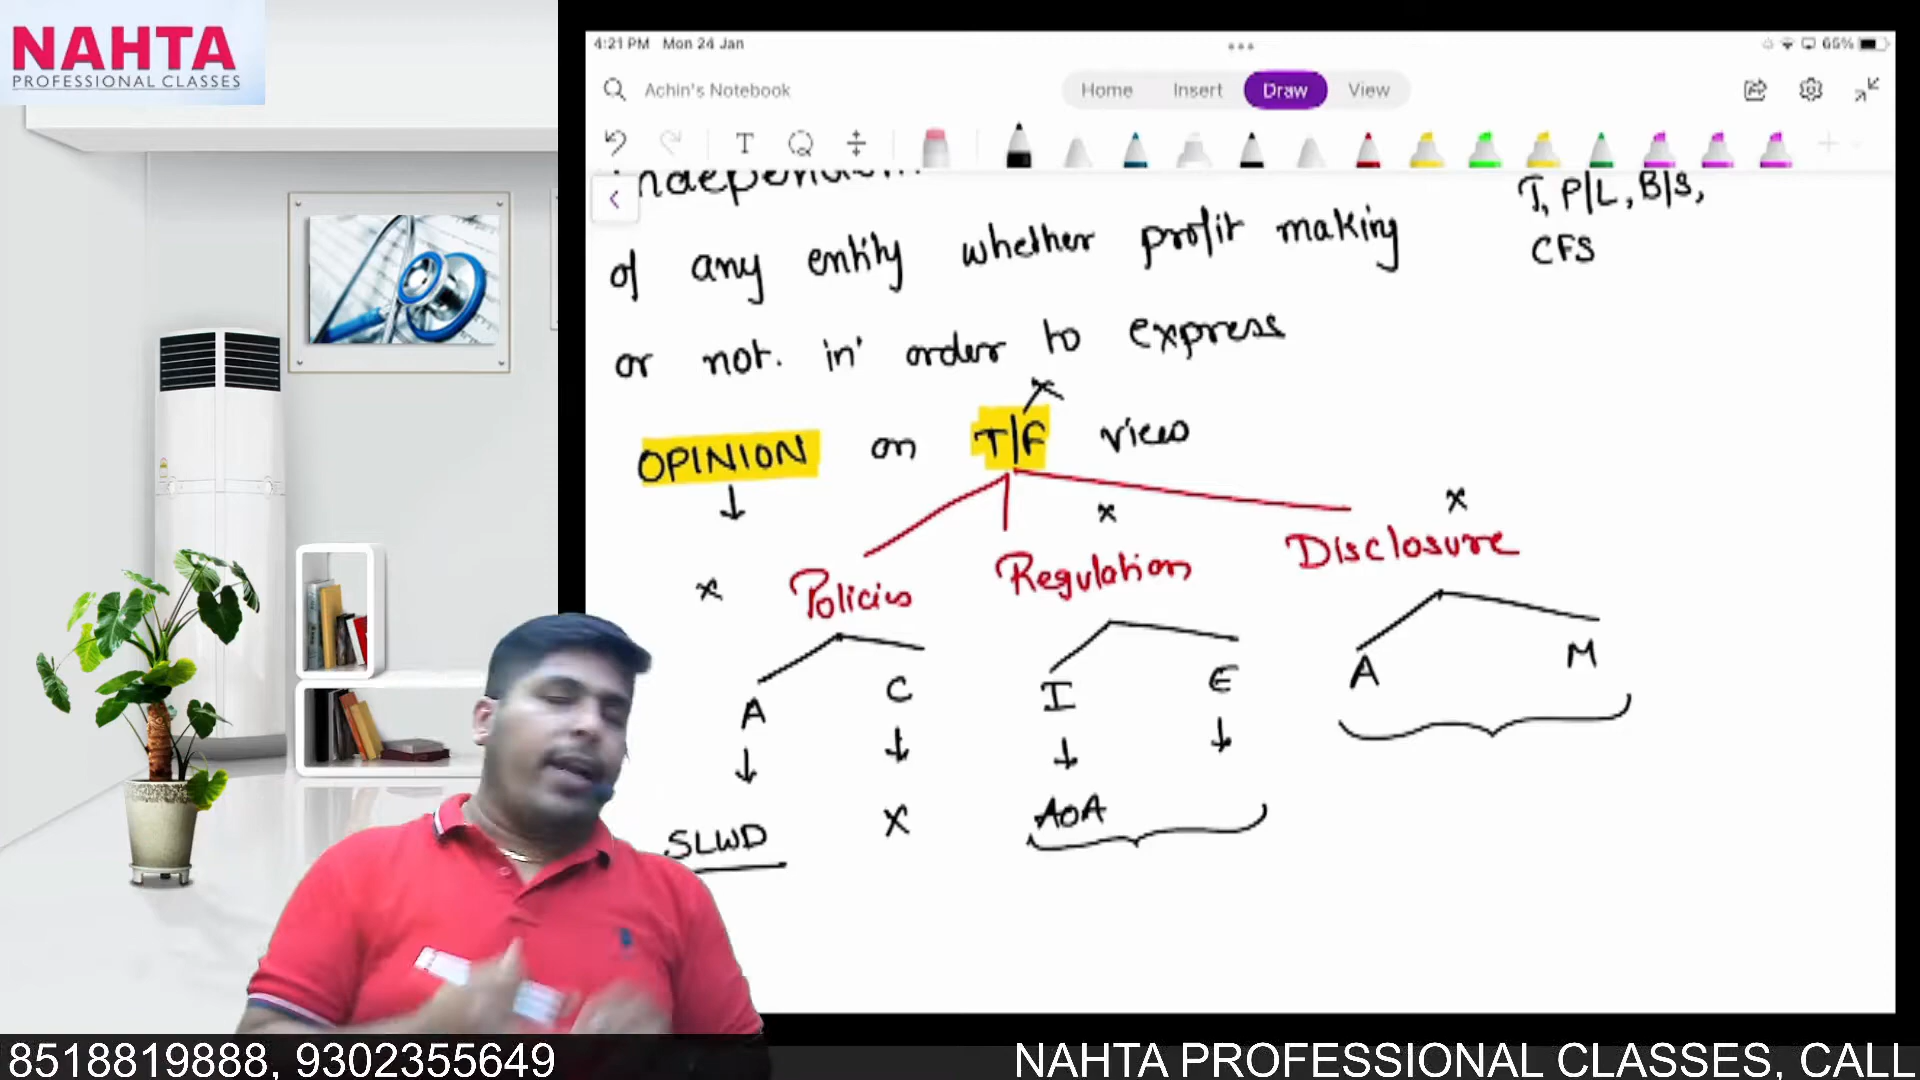 NAHTA
PROFESSIONAL CLASSES
4:21 PM Mon 24 Jan
65%
Achin's Notebook
Home Insert Draw View
T, P/L, B/S,
CFS
of any entity whether profit making
or not. in order to express
OPINION on T/F view
x x
x Policies Regulation Disclosure
A C I E A M
SLWD x AOA
8518819888, 9302355649
NAHTA PROFESSIONAL CLASSES, CALL